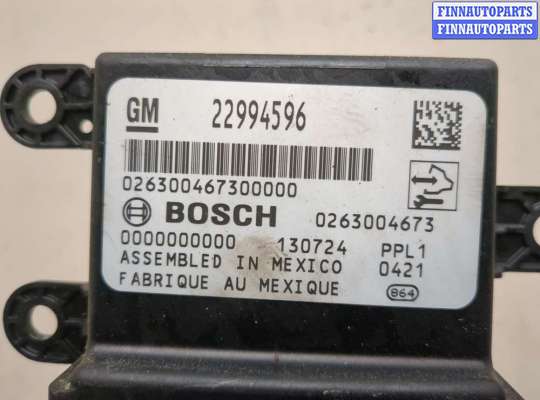 FINNAUTOPARTS
FINNAUTOPARTS
GM 22994596
026300467300000
BOSCH 0263004673
0000000000 130724 PPL1
ASSEMBLED IN MEXICO 0421
FABRIQUE AU MEXIQUE 864